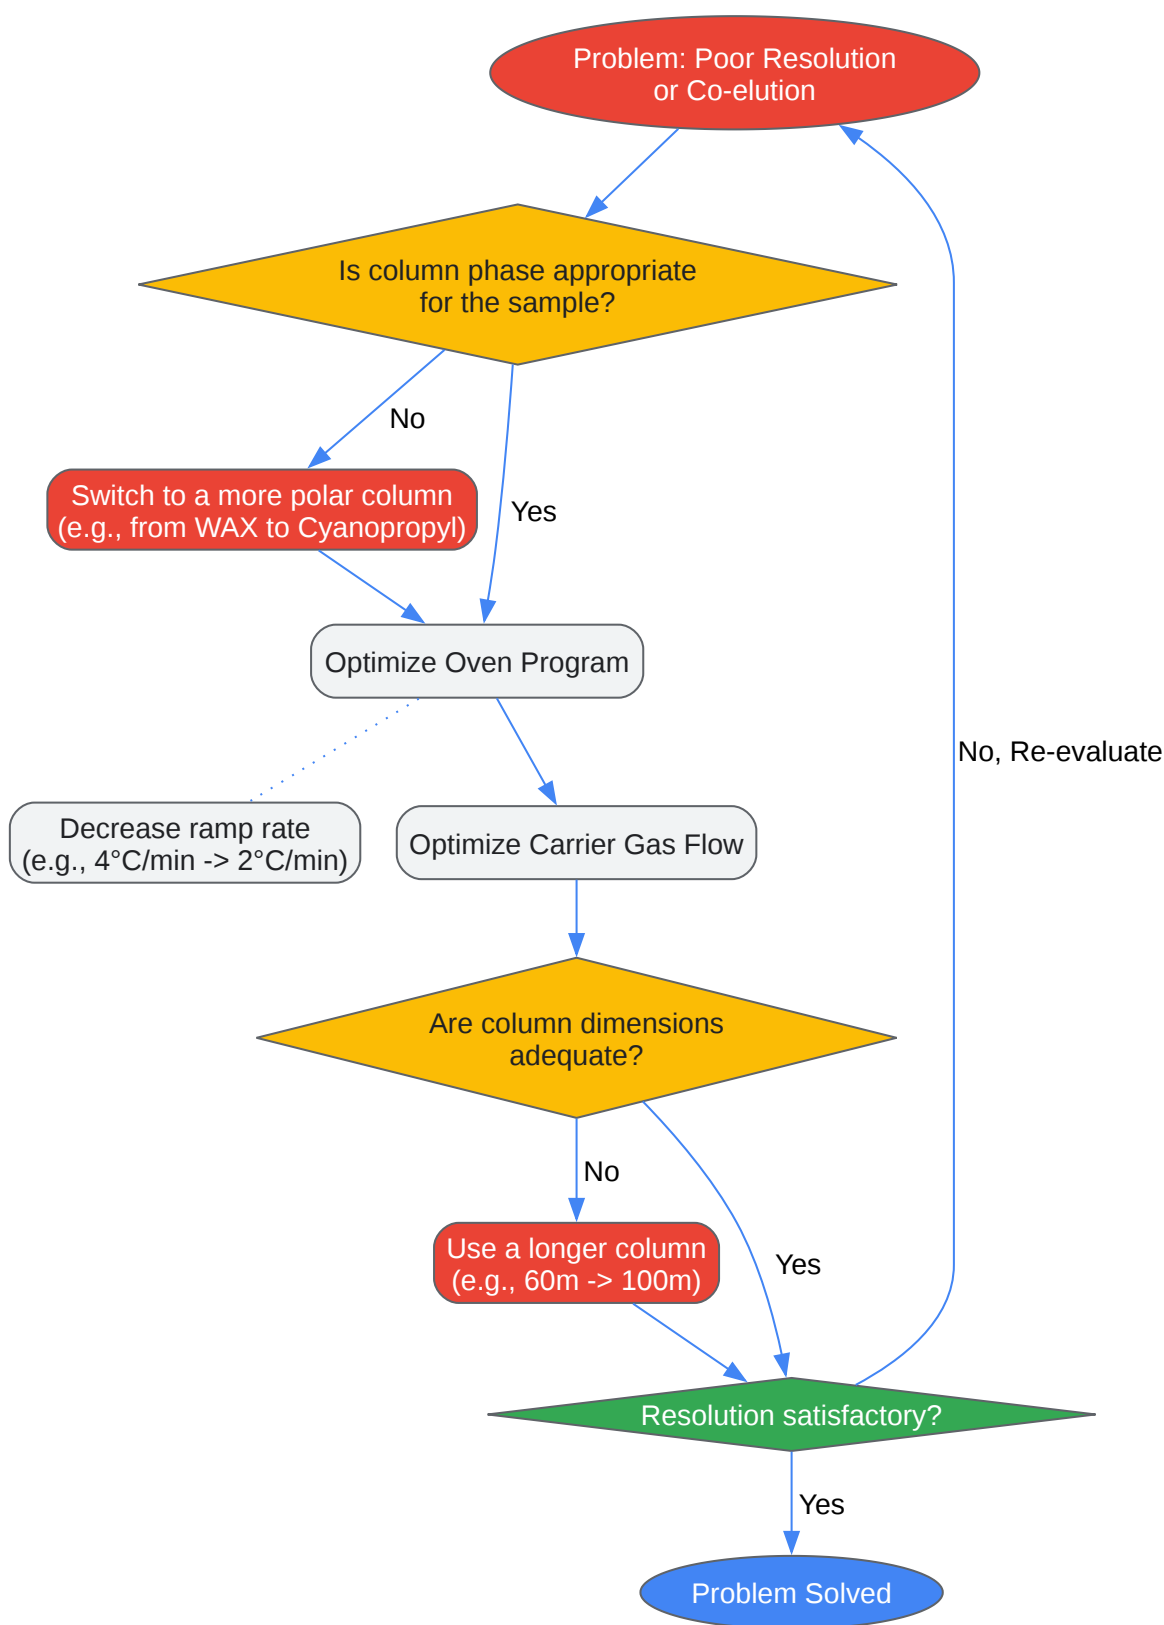 Problem: Poor Resolution
or Co-elution
Is column phase appropriate
for the sample?
No
Switch to a more polar column
(e.g., from WAX to Cyanopropyl)
Yes
Optimize Oven Program
No, Re-evaluate
Decrease ramp rate
(e.g., 4°C/min -> 2°C/min)
Optimize Carrier Gas Flow
Are column dimensions
adequate?
No
Use a longer column
(e.g., 60m -> 100m)
Yes
Resolution satisfactory?
Yes
Problem Solved